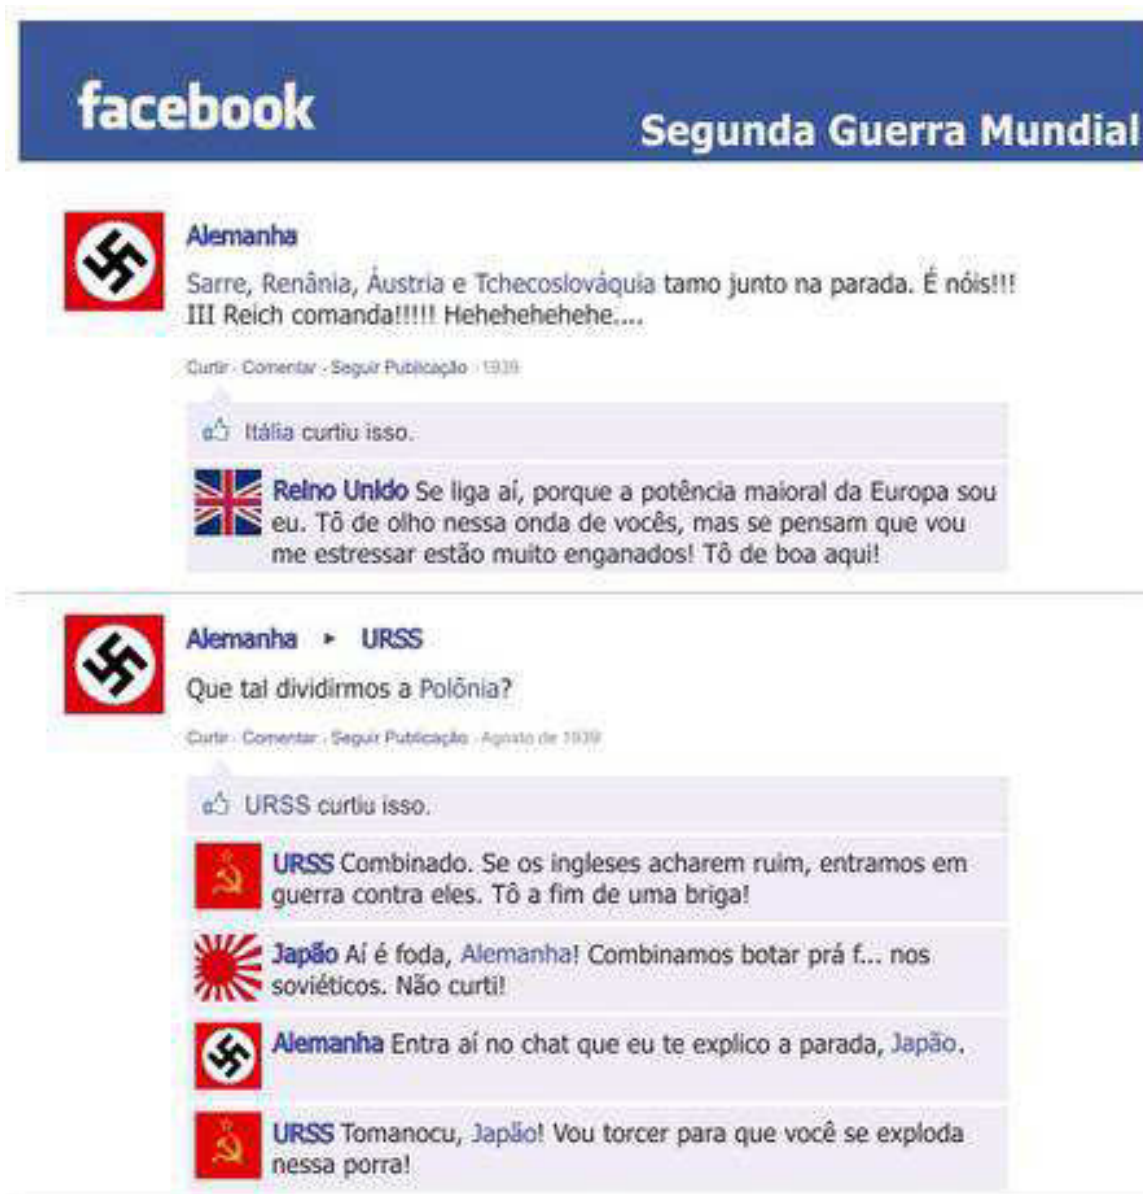 facebook
Segunda Guerra Mundial
Alemanha
Sarre, Renânia, Áustria e Tchecoslováquia tamo junto na parada. É nóis!!!
III Reich comanda!!!!! Hehehehehehe....
Curtir · Comentar · Seguir Publicação · 1939
Itália curtiu isso.
Reino Unido Se liga aí, porque a potência maioral da Europa sou
eu. Tô de olho nessa onda de vocês, mas se pensam que vou
me estressar estão muito enganados! Tô de boa aqui!
Alemanha ▸ URSS
Que tal dividirmos a Polônia?
Curtir · Comentar · Seguir Publicação · Agosto de 1939
URSS curtiu isso.
URSS Combinado. Se os ingleses acharem ruim, entramos em
guerra contra eles. Tô a fim de uma briga!
Japão Aí é foda, Alemanha! Combinamos botar prá f... nos
soviéticos. Não curti!
Alemanha Entra aí no chat que eu te explico a parada, Japão.
URSS Tomanocu, Japão! Vou torcer para que você se exploda
nessa porra!